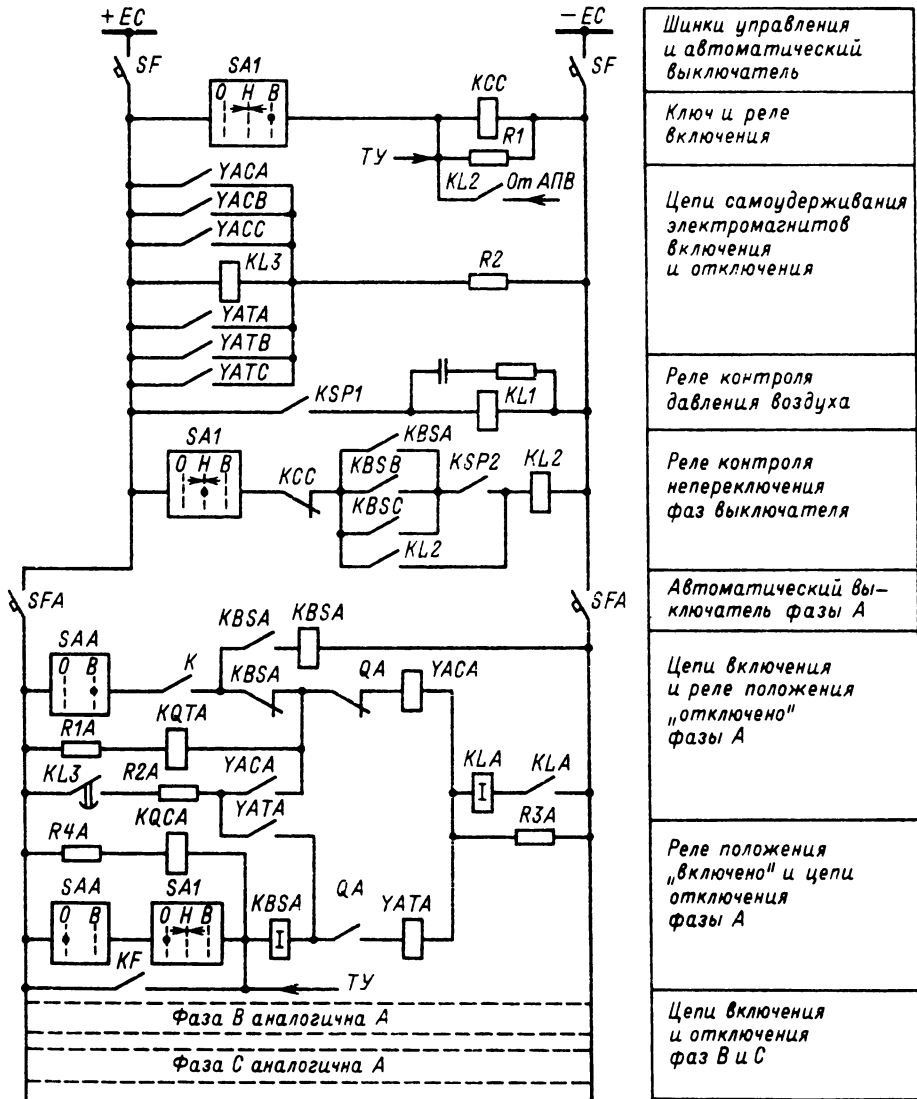 + EC
− EC
SF
SA1
SF
О Н В
KCC
R1
ТУ
KL2
От АПВ
YACA
YACB
YACC
KL3
R2
YATA
YATB
YATC
KSP1
KL1
SA1
О Н В
KCC
KBSA
KBSB
KBSC
KSP2
KL2
KL2
SFA
SFA
KBSA
KBSA
SAA
О В
K
KBSA
QA
YACA
R1A
KQTA
KL3
R2A
YACA
YATA
KLA
I
KLA
R3A
R4A
KQCA
SAA
SA1
О В
О Н В
KBSA
I
QA
YATA
KF
ТУ
Фаза В аналогична А
Фаза С аналогична А
Шинки управления
и автоматический
выключатель
Ключ и реле
включения
Цепи самоудерживания
электромагнитов
включения
и отключения
Реле контроля
давления воздуха
Реле контроля
непереключения
фаз выключателя
Автоматический вы-
ключатель фазы А
Цепи включения
и реле положения
„отключено"
фазы А
Реле положения
„включено" и цепи
отключения
фазы А
Цепи включения
и отключения
фаз В и С